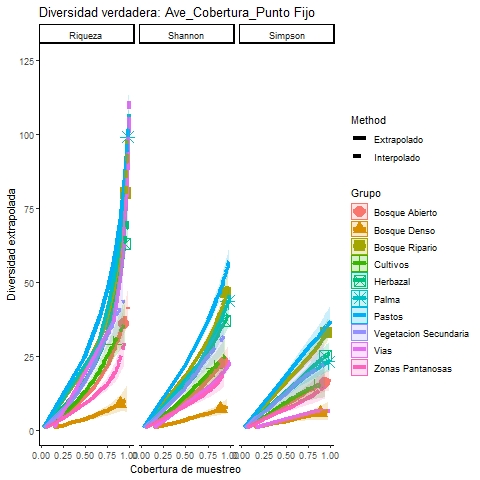 Diversidad verdadera: Ave_Cobertura_Punto Fijo
Riqueza
Shannon
Simpson
125
100
75
50
25
0
Diversidad extrapolada
0.00 0.25 0.50 0.75 1.00
0.00 0.25 0.50 0.75 1.00
0.00 0.25 0.50 0.75 1.00
Cobertura de muestreo
Method
Extrapolado
Interpolado
Grupo
Bosque Abierto
Bosque Denso
Bosque Ripario
Cultivos
Herbazal
Palma
Pastos
Vegetacion Secundaria
Vias
Zonas Pantanosas